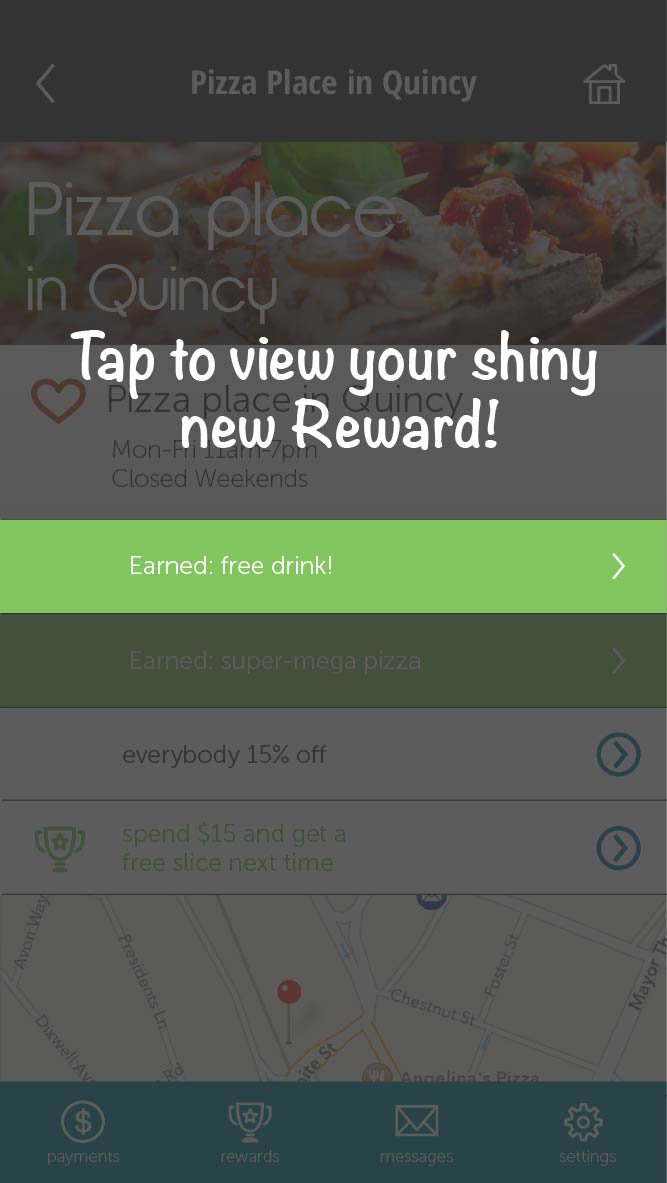 Pizza Place in Quincy
Pizza place
in Quincy
Tap to view your shiny
new Reward!
Pizza place in Quincy
Mon-Fri 11am-7pm
Closed Weekends
Earned: free drink!
Earned: super-mega pizza
everybody 15% off
spend $15 and get a
free slice next time
Avon Way
Presidents Ln
Foster St
Mayor Th
Chestnut St
Dixwell Av
Rd
ite St
Angelina's Pizza
payments
rewards
messages
settings